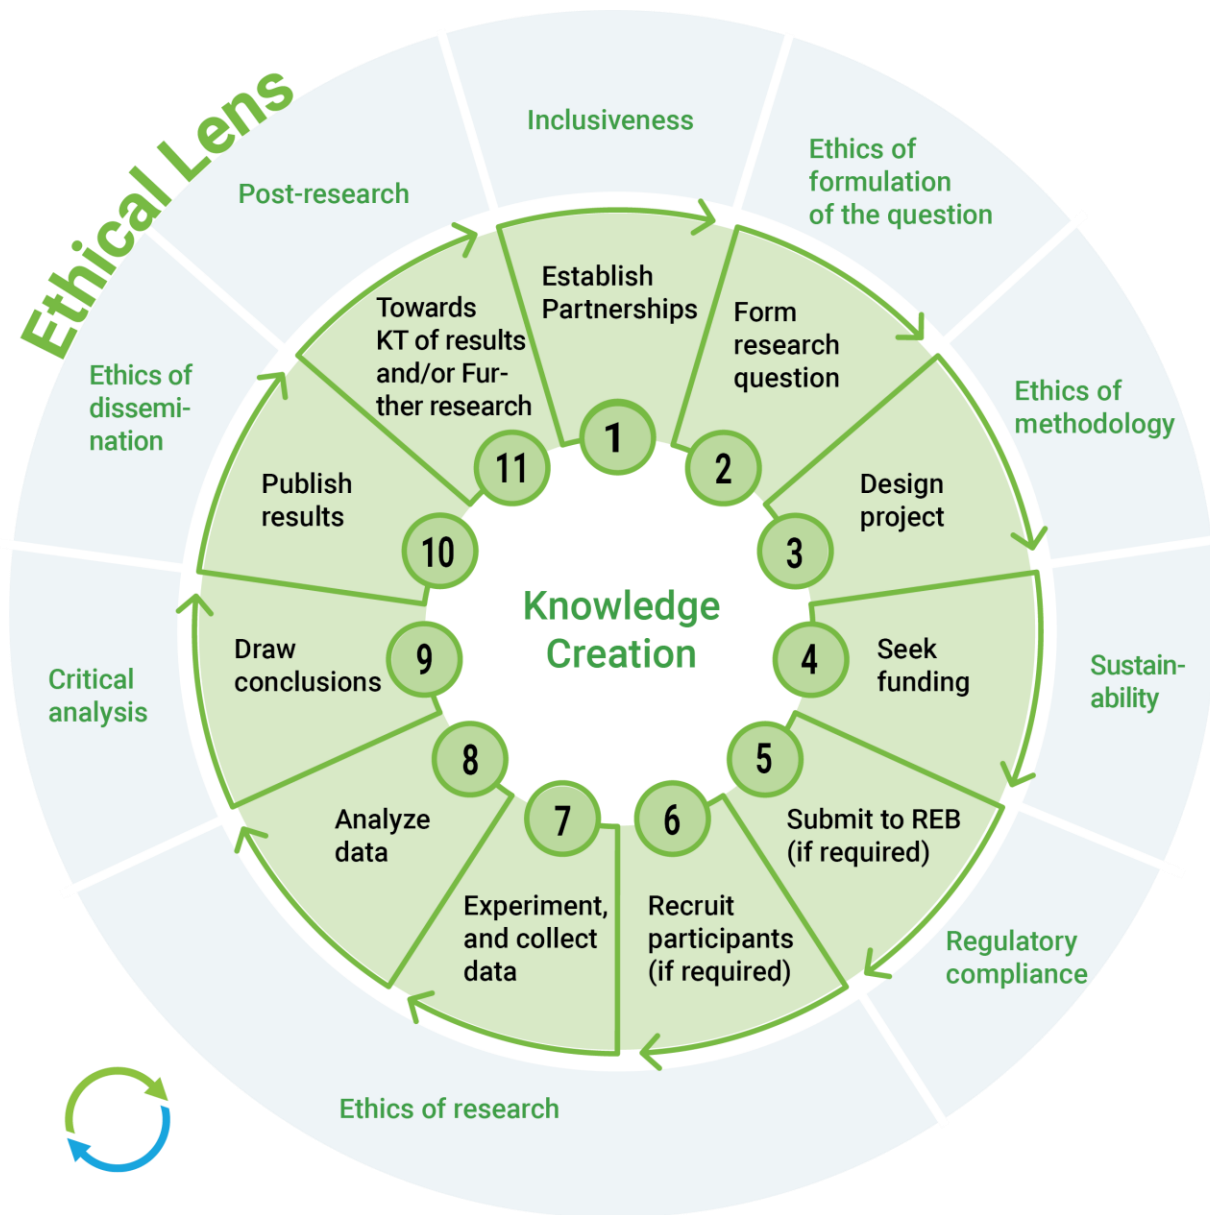 Ethical Lens
Inclusiveness
Ethics of
formulation
of the question
Ethics of
methodology
Sustain-
ability
Regulatory
compliance
Ethics of research
Critical
analysis
Ethics of
dissemi-
nation
Post-research
Establish
Partnerships
1
Form
research
question
2
Design
project
3
Seek
funding
4
Submit to REB
(if required)
5
Recruit
participants
(if required)
6
Experiment,
and collect
data
7
Analyze
data
8
Draw
conclusions
9
Publish
results
10
Towards
KT of results
and/or Fur-
ther research
11
Knowledge
Creation